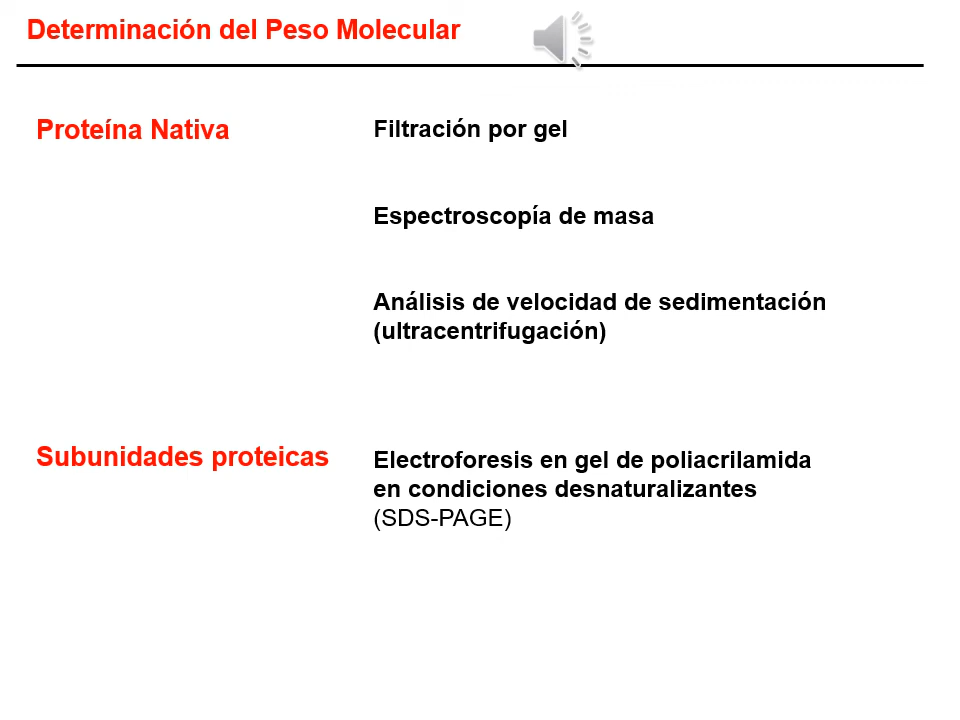 Determinación del Peso Molecular
Proteína Nativa
Filtración por gel
Espectroscopía de masa
Análisis de velocidad de sedimentación
(ultracentrifugación)
Subunidades proteicas
Electroforesis en gel de poliacrilamida
en condiciones desnaturalizantes
(SDS-PAGE)